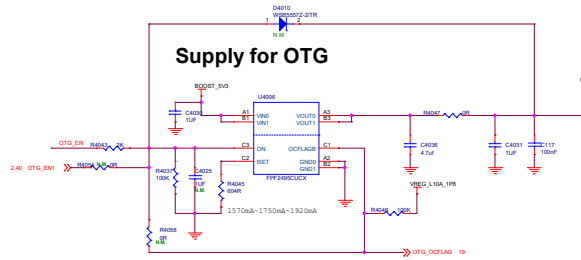 D4010
WSB5557Z-2/TR
1 2
N.M.
Supply for OTG
BOOST_5V3
U4006
C4030
1UF
A1 VIN0 VOUT0 A3
B1 VIN1 VOUT1 B3
R4047 0R
OTG_EN R4043 2K
C3 ON OCFLAGB C1
2,40 OTG_EN1 R4054 N.M. 0R
C2 ISET GND0 A2
GND1 B2
FPF2495CUCX
R4037
100K
C4025
1UF
N.M.
R4045
604R
1570mA~1750mA~1920mA
C4036
4.7uf
C4031
1UF
C117
100nF
VREG_L10A_1P8
R4046 100K
R4058
0R
N.M.
OTG_OCFLAG 19